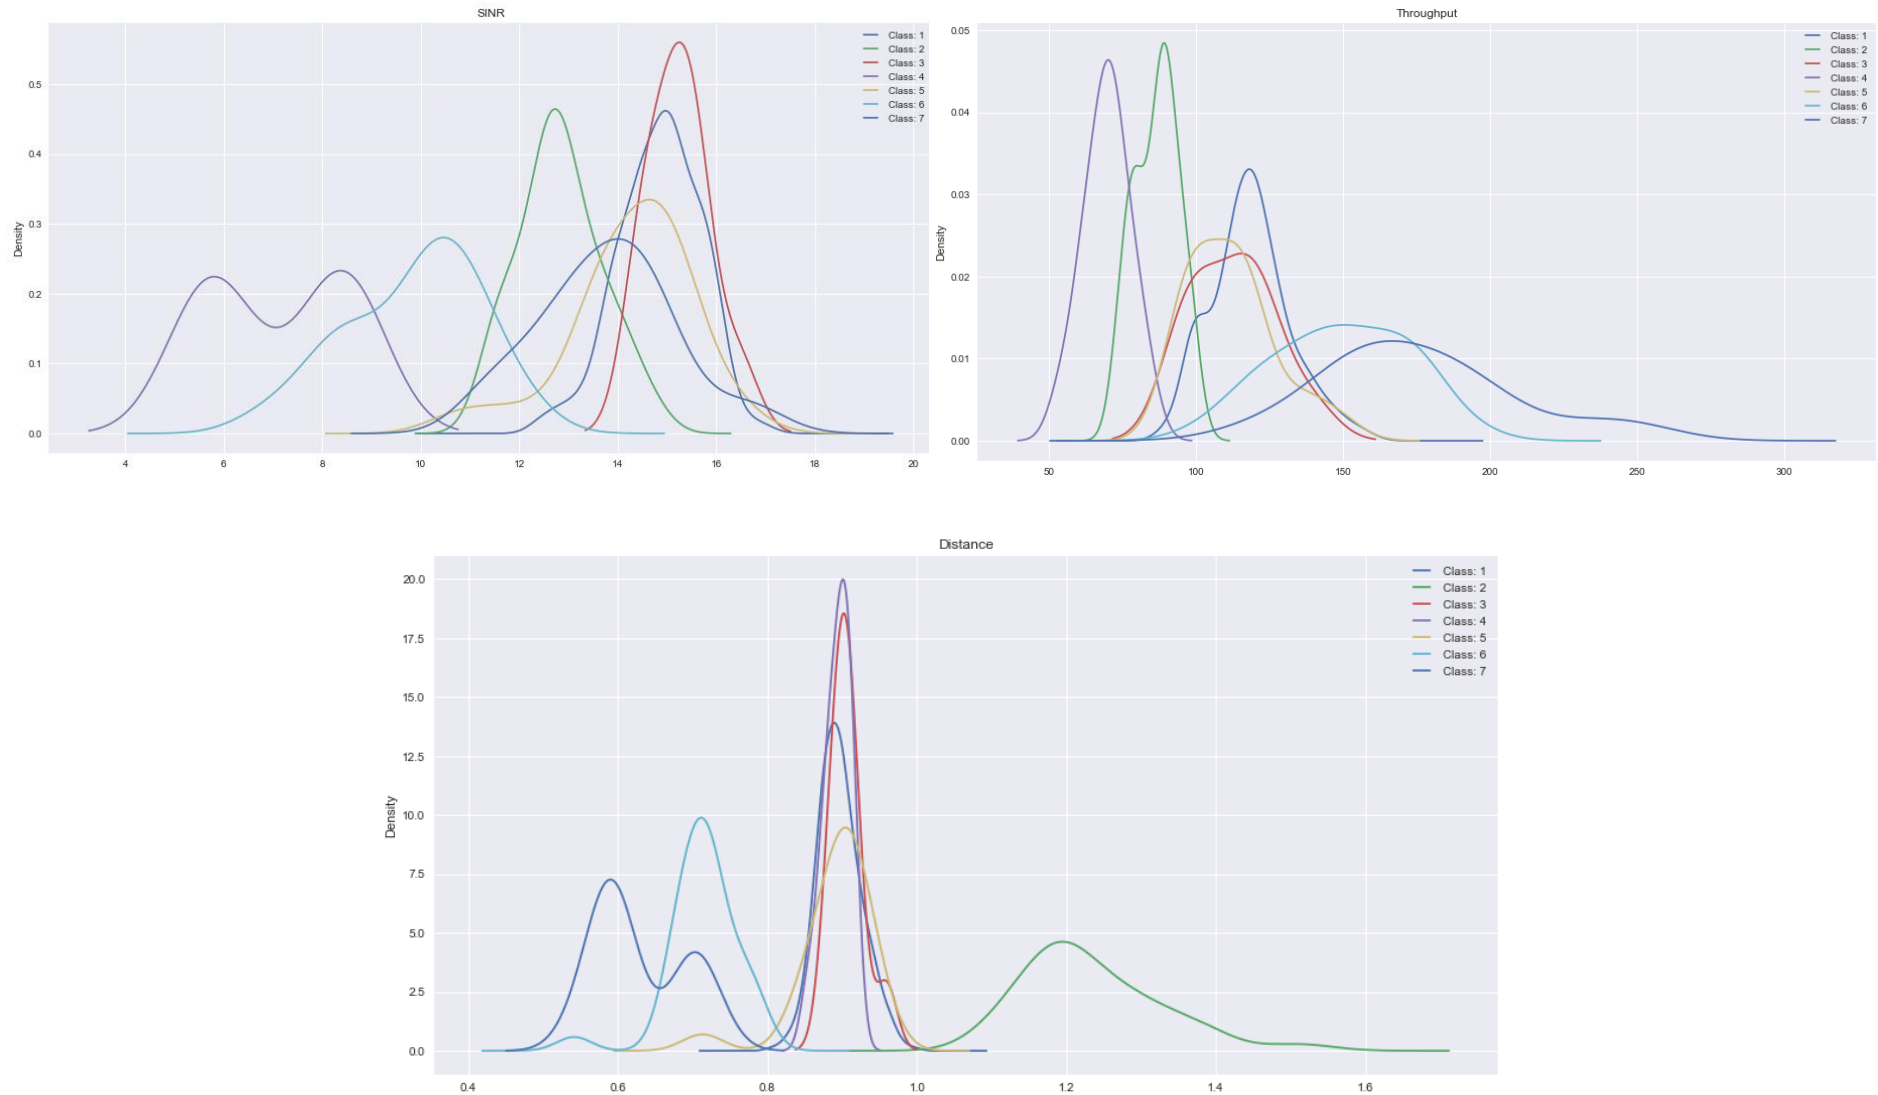 SINR
Density
0.5
0.4
0.3
0.2
0.1
0.0
4 6 8 10 12 14 16 18 20
Class: 1
Class: 2
Class: 3
Class: 4
Class: 5
Class: 6
Class: 7
Throughput
Density
0.05
0.04
0.03
0.02
0.01
0.00
50 100 150 200 250 300
Class: 1
Class: 2
Class: 3
Class: 4
Class: 5
Class: 6
Class: 7
Distance
Density
20.0
17.5
15.0
12.5
10.0
7.5
5.0
2.5
0.0
0.4 0.6 0.8 1.0 1.2 1.4 1.6
Class: 1
Class: 2
Class: 3
Class: 4
Class: 5
Class: 6
Class: 7